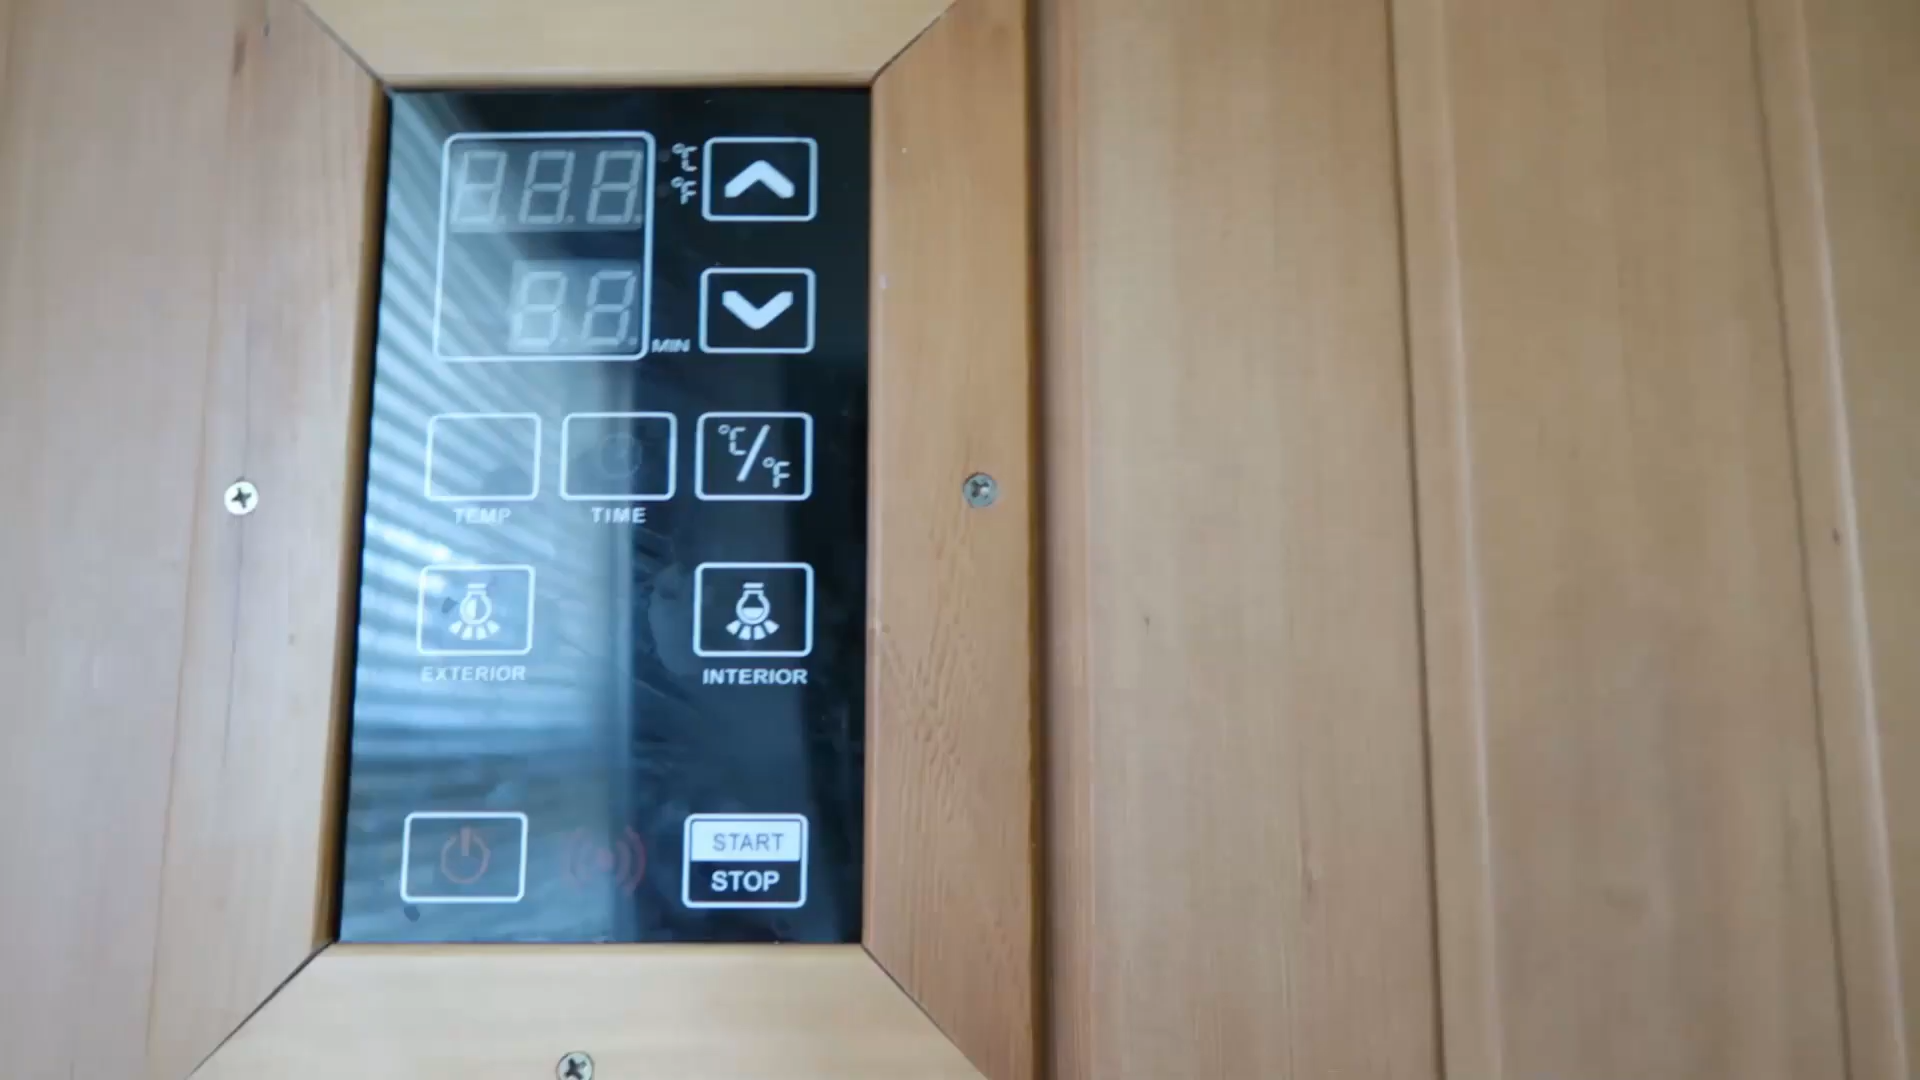 °C
°F
MIN
°C/°F
TEMP TIME
EXTERIOR INTERIOR
START
STOP